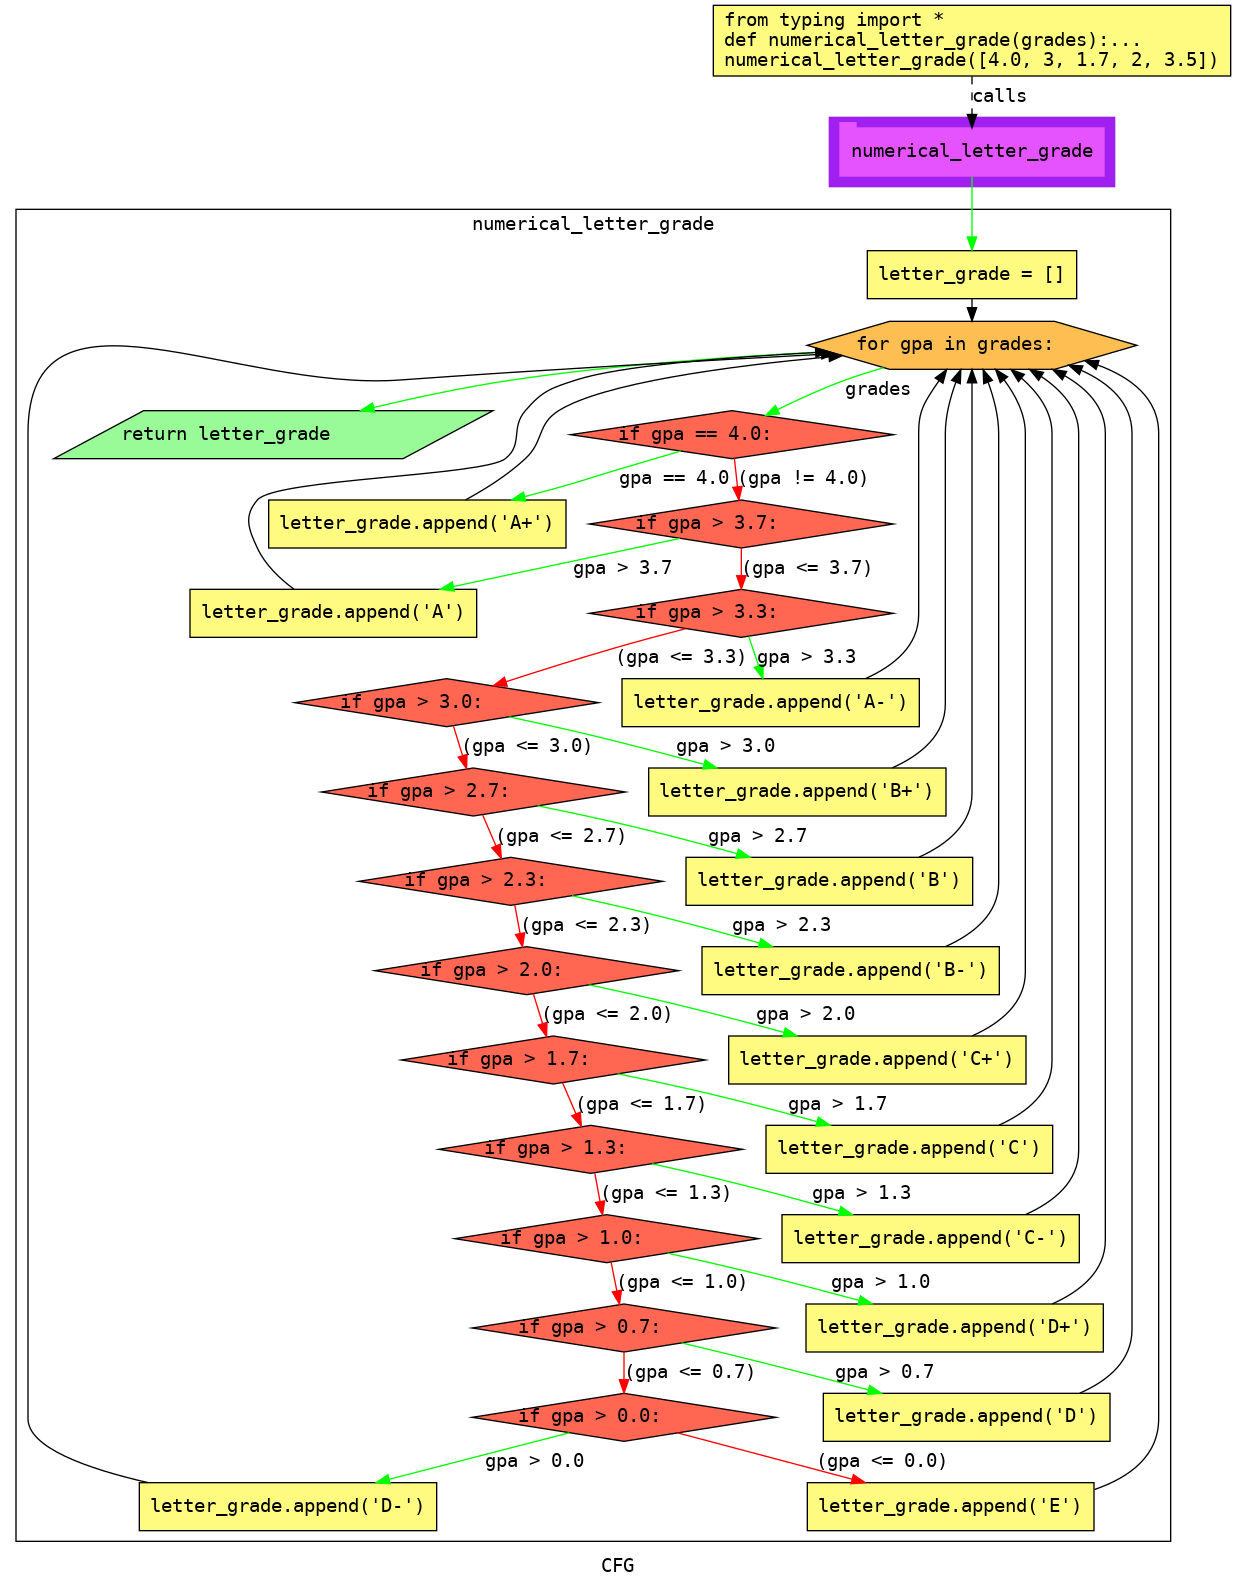 from typing import *
def numerical_letter_grade(grades):...
numerical_letter_grade([4.0, 3, 1.7, 2, 3.5])
calls
numerical_letter_grade
numerical_letter_grade
letter_grade = []
for gpa in grades:
grades
return letter_grade
if gpa == 4.0:
gpa == 4.0
(gpa != 4.0)
letter_grade.append('A+')
if gpa > 3.7:
gpa > 3.7
(gpa <= 3.7)
letter_grade.append('A')
if gpa > 3.3:
(gpa <= 3.3)
gpa > 3.3
if gpa > 3.0:
letter_grade.append('A-')
(gpa <= 3.0)
gpa > 3.0
if gpa > 2.7:
letter_grade.append('B+')
(gpa <= 2.7)
gpa > 2.7
if gpa > 2.3:
letter_grade.append('B')
(gpa <= 2.3)
gpa > 2.3
if gpa > 2.0:
letter_grade.append('B-')
(gpa <= 2.0)
gpa > 2.0
if gpa > 1.7:
letter_grade.append('C+')
(gpa <= 1.7)
gpa > 1.7
if gpa > 1.3:
letter_grade.append('C')
(gpa <= 1.3)
gpa > 1.3
if gpa > 1.0:
letter_grade.append('C-')
(gpa <= 1.0)
gpa > 1.0
if gpa > 0.7:
letter_grade.append('D+')
(gpa <= 0.7)
gpa > 0.7
if gpa > 0.0:
letter_grade.append('D')
gpa > 0.0
(gpa <= 0.0)
letter_grade.append('D-')
letter_grade.append('E')
CFG